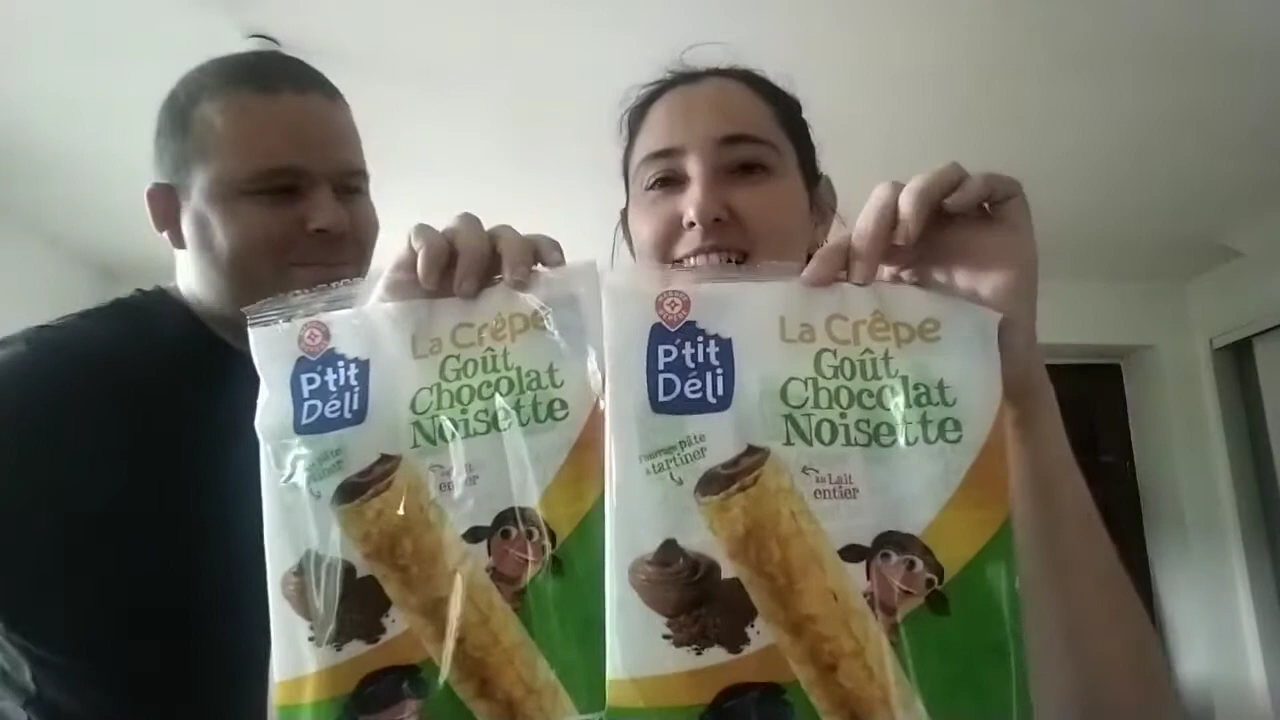 P'tit
Déli
La Crêpe
Goût
Chocolat
Noisette
pâte
entier
P'tit
Déli
La Crêpe
Goût
Chocolat
Noisette
Fourrage pâte
à tartiner
au Lait
entier